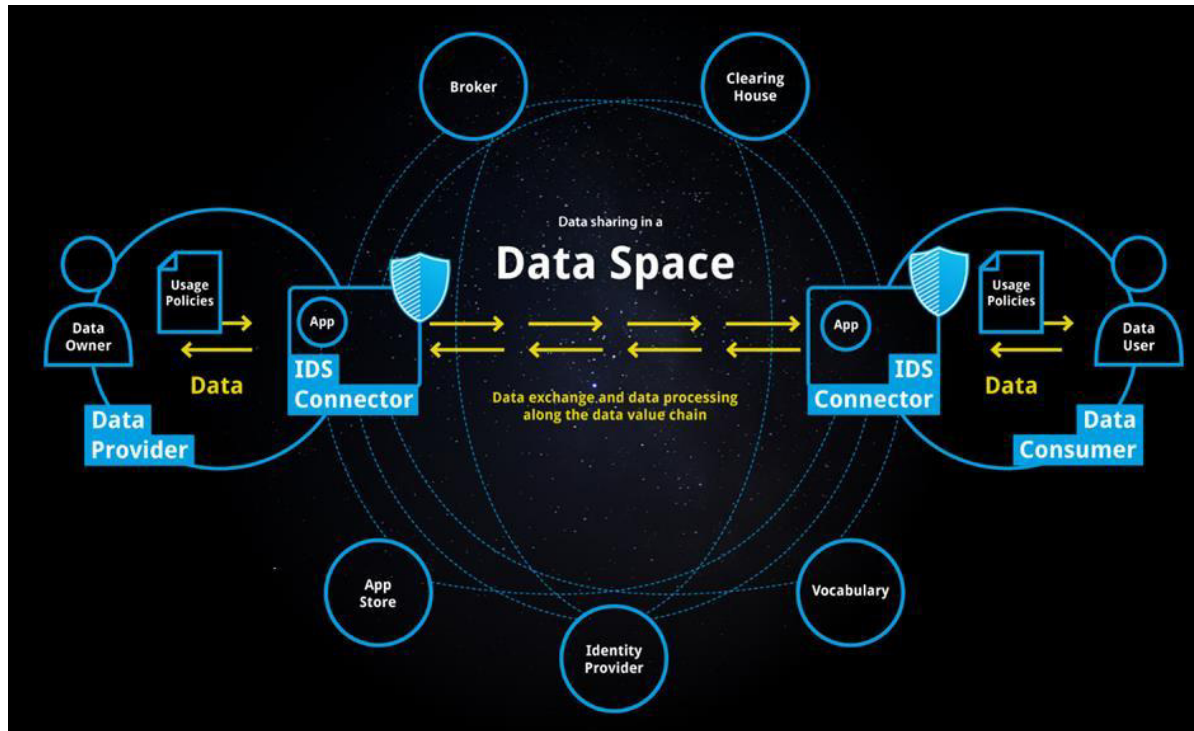 Broker
Clearing
House
Data sharing in a
Data Space
Usage
Policies
Data
Owner
App
IDS
Connector
Data
Data
Provider
Data exchange and data processing
along the data value chain
App
IDS
Connector
Usage
Policies
Data
User
Data
Data
Consumer
App
Store
Identity
Provider
Vocabulary